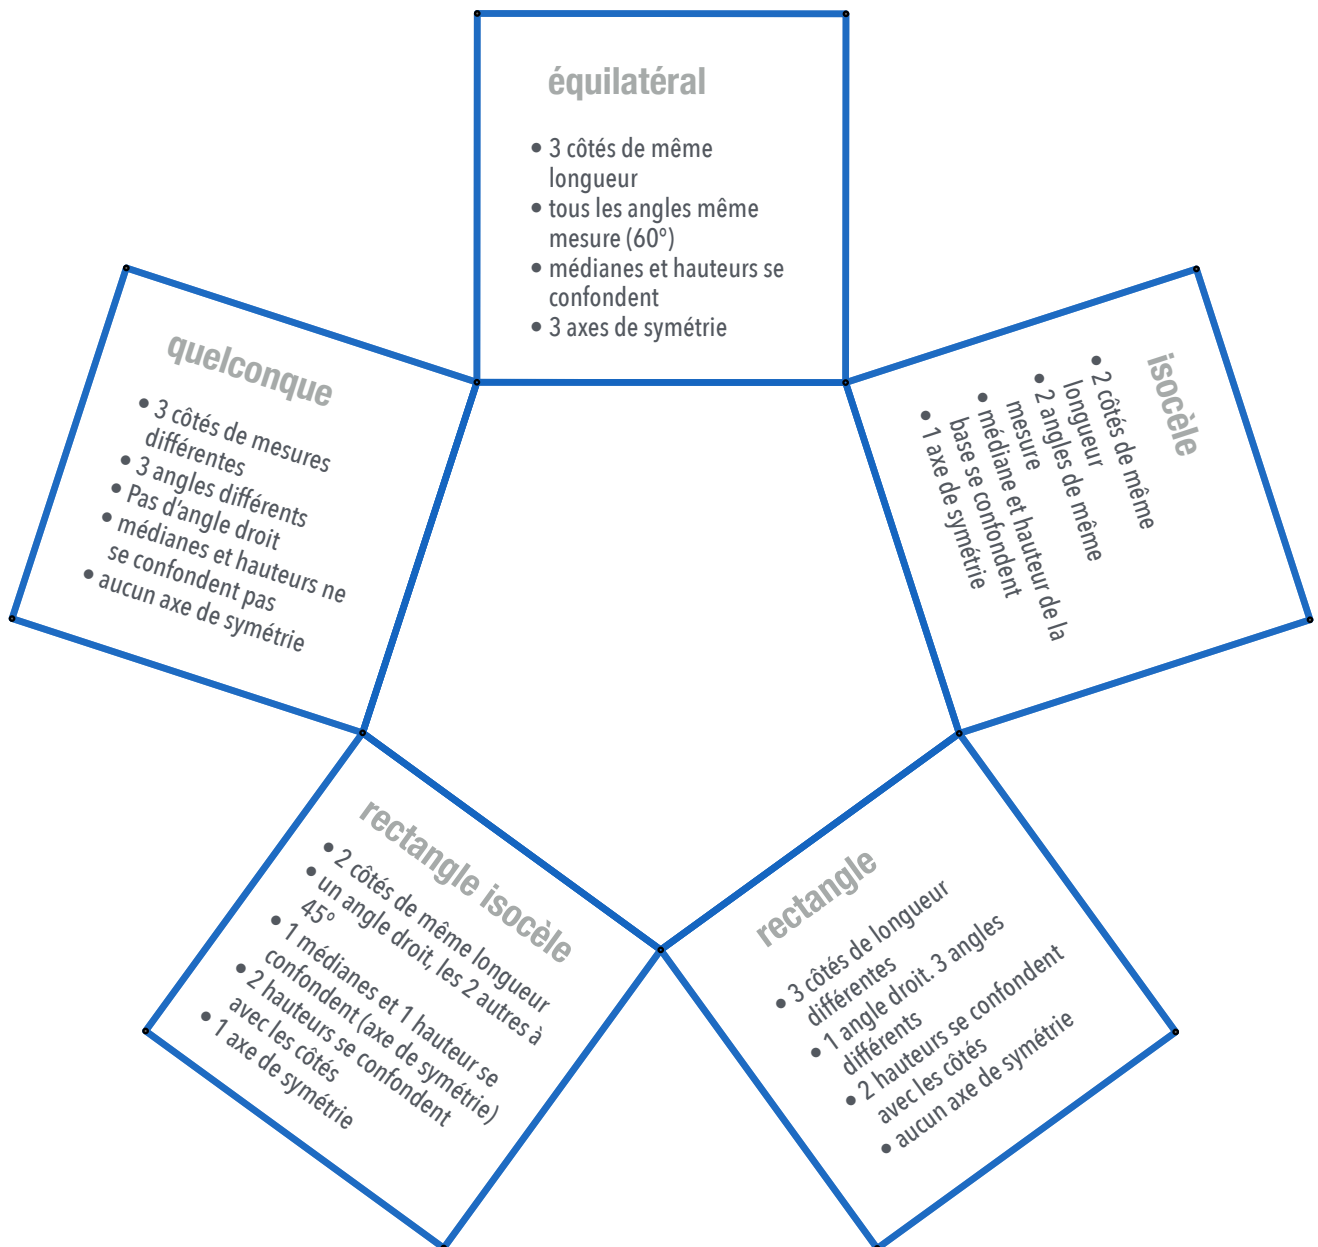 équilatéral
• 3 côtés de même
longueur
• tous les angles même
mesure (60º)
• médianes et hauteurs se
confondent
• 3 axes de symétrie
quelconque
• 3 côtés de mesures
différentes
• 3 angles différents
• Pas d'angle droit
• médianes et hauteurs ne
se confondent pas
• aucun axe de symétrie
isocèle
• 2 côtés de même
longueur
• 2 angles de même
mesure
• médiane et hauteur de la
base se confondent
• 1 axe de symétrie
rectangle isocèle
• 2 côtés de même longueur
• un angle droit, les 2 autres à
45º
• 1 médianes et 1 hauteur se
confondent (axe de symétrie)
• 2 hauteurs se confondent
avec les côtés
• 1 axe de symétrie
rectangle
• 3 côtés de longueur
différentes
• 1 angle droit. 3 angles
différents
• 2 hauteurs se confondent
avec les côtés
• aucun axe de symétrie